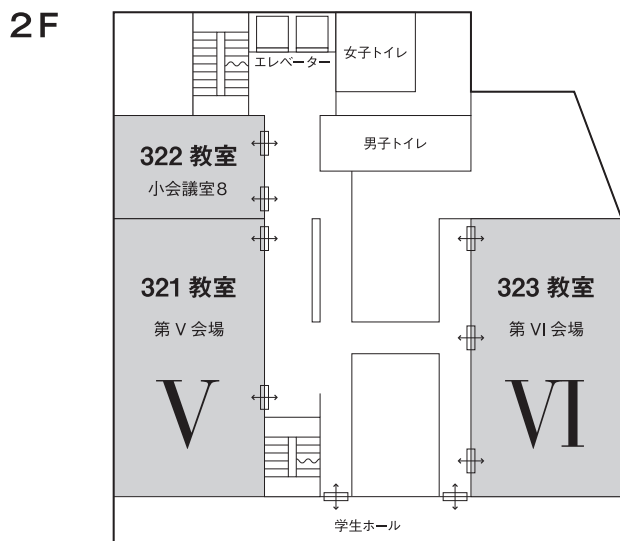 2F
エレベーター
女子トイレ
男子トイレ
322 教室
小会議室8
321 教室
第 V 会場
V
323 教室
第 VI 会場
VI
学生ホール